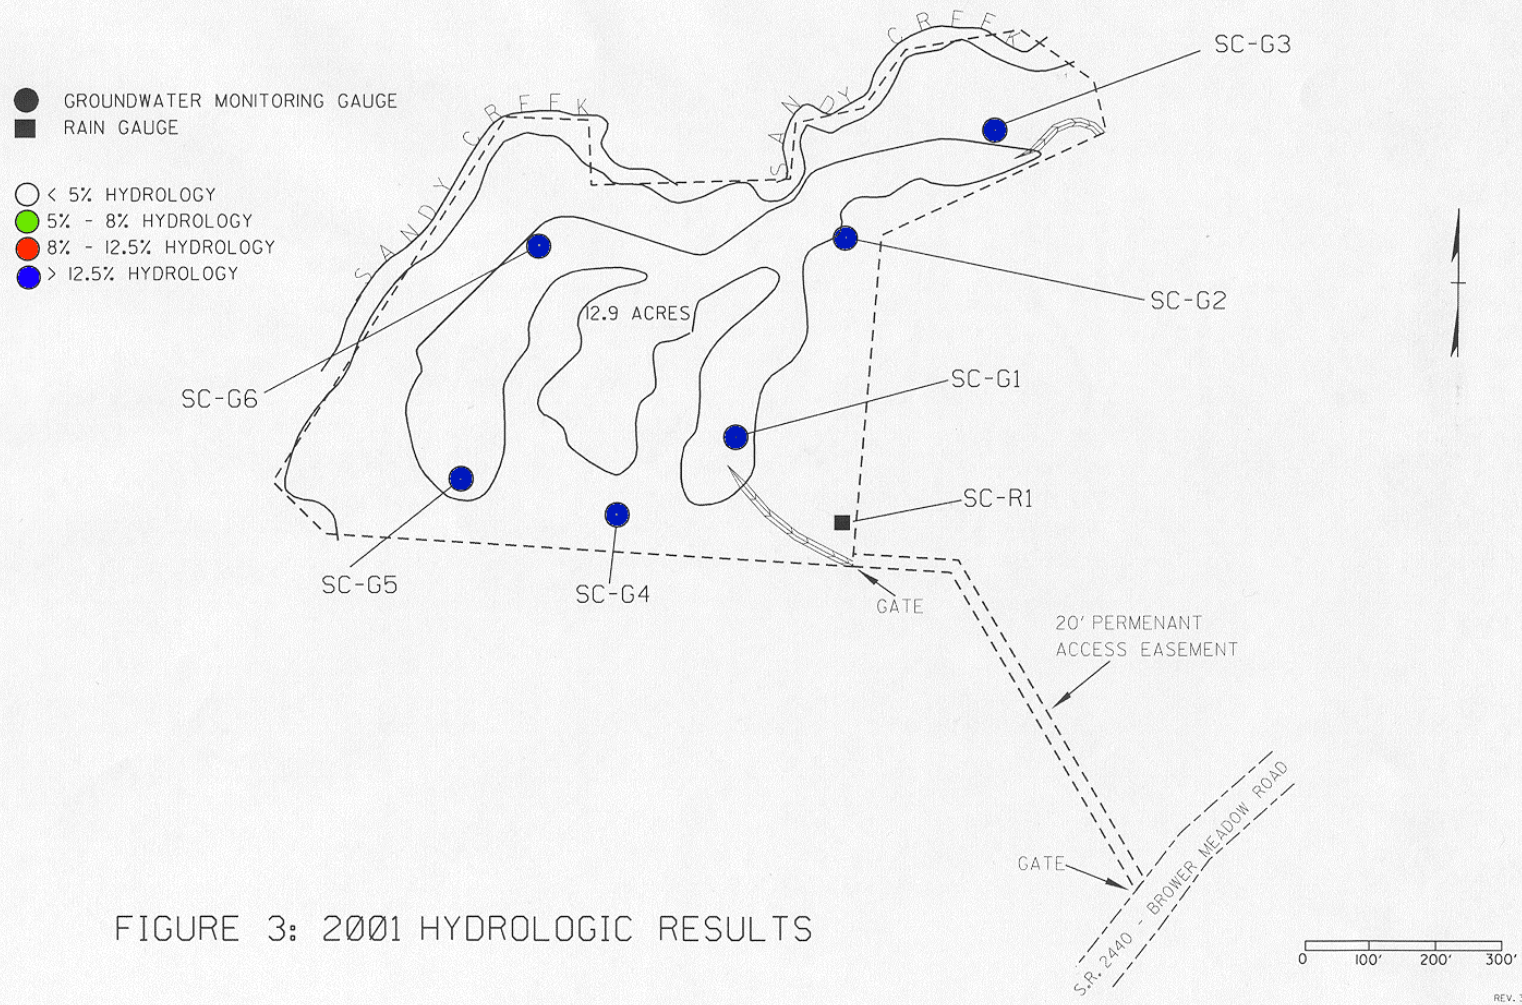 SANDY CREEK
SANDY CREEK
SC-G3
GROUNDWATER MONITORING GAUGE
RAIN GAUGE
< 5% HYDROLOGY
5% - 8% HYDROLOGY
8% - 12.5% HYDROLOGY
> 12.5% HYDROLOGY
SC-G2
12.9 ACRES
SC-G1
SC-G6
SC-R1
SC-G5
SC-G4
GATE
20' PERMENANT
ACCESS EASEMENT
GATE
S.R. 2440 - BROWER MEADOW ROAD
FIGURE 3: 2001 HYDROLOGIC RESULTS
0 100' 200' 300'
REV.